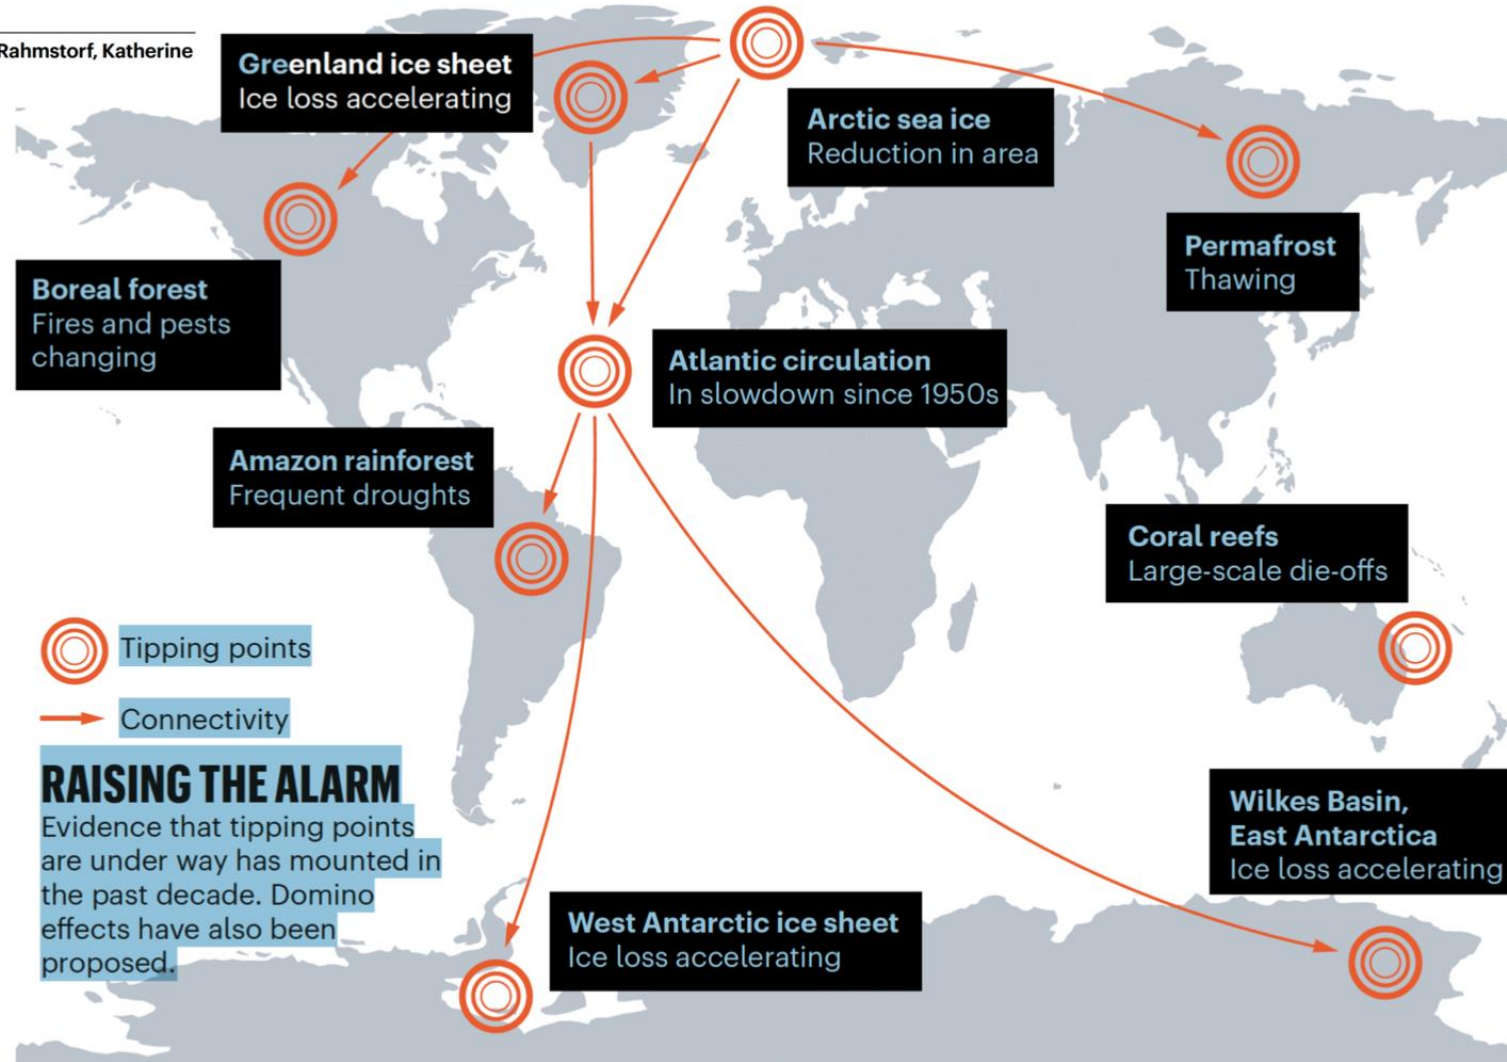 Rahmstorf, Katherine
Greenland ice sheet
Ice loss accelerating
Arctic sea ice
Reduction in area
Permafrost
Thawing
Boreal forest
Fires and pests
changing
Atlantic circulation
In slowdown since 1950s
Amazon rainforest
Frequent droughts
Coral reefs
Large-scale die-offs
Tipping points
Connectivity
RAISING THE ALARM
Evidence that tipping points
are under way has mounted in
the past decade. Domino
effects have also been
proposed.
Wilkes Basin,
East Antarctica
Ice loss accelerating
West Antarctic ice sheet
Ice loss accelerating